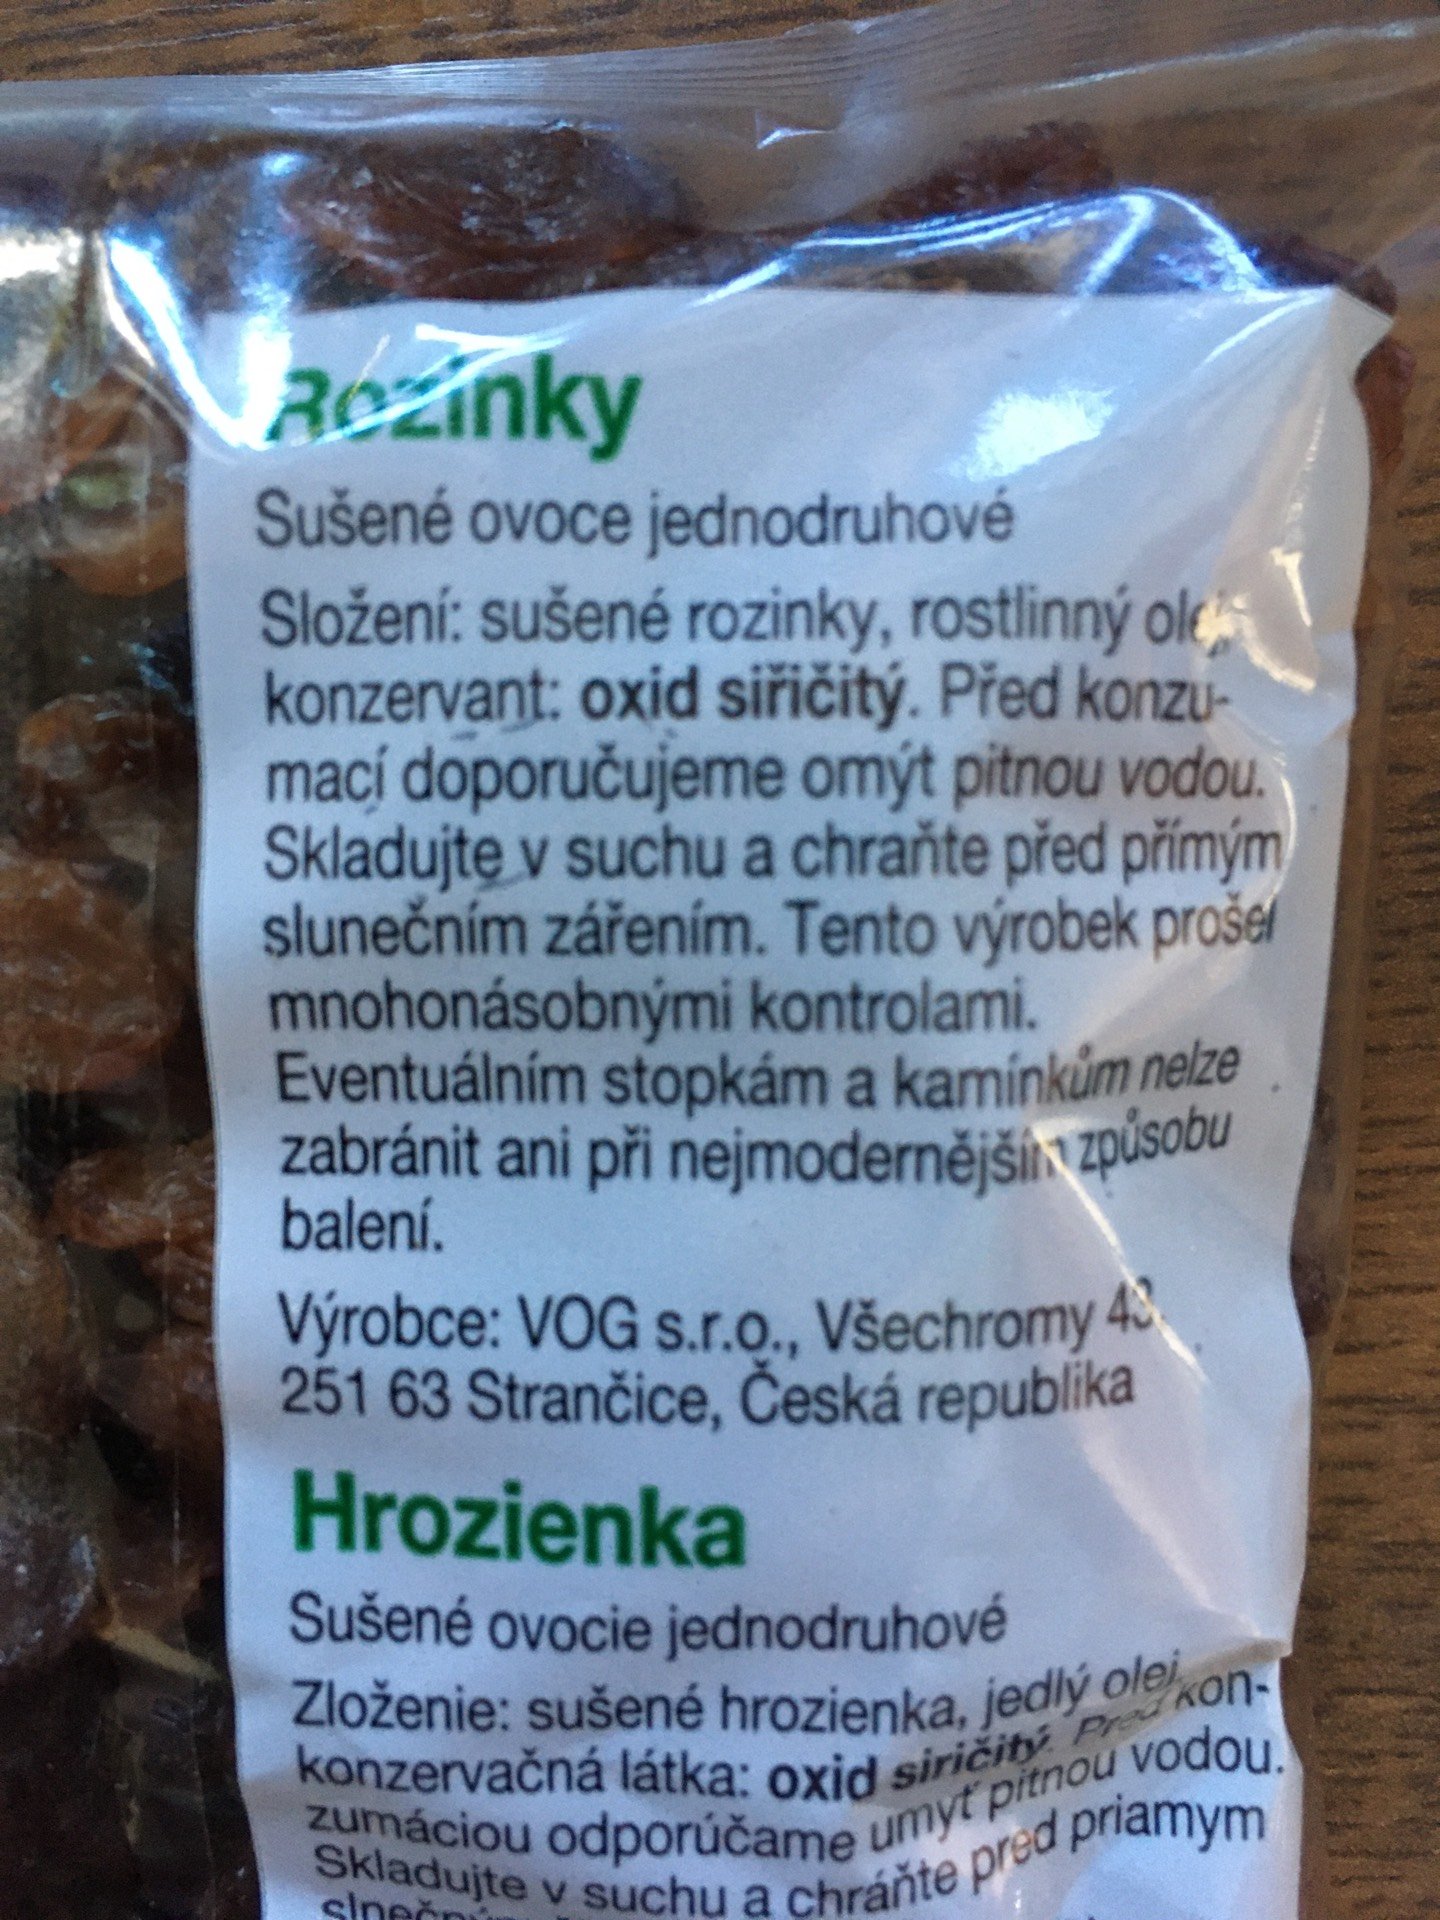 Rozinky
Sušené ovoce jednodruhové
Složení: sušené rozinky, rostlinný olej,
konzervant: oxid siřičitý. Před konzu-
mací doporučujeme omýt pitnou vodou.
Skladujte v suchu a chraňte před přímým
slunečním zářením. Tento výrobek prošel
mnohonásobnými kontrolami.
Eventuálním stopkám a kamínkům nelze
zabránit ani při nejmodernějším způsobu
balení.
Výrobce: VOG s.r.o., Všechromy 43,
251 63 Strančice, Česká republika
Hrozienka
Sušené ovocie jednodruhové
Zloženie: sušené hrozienka, jedlý olej,
konzervačná látka: oxid siričitý. Pred kon-
zumáciou odporúčame umyť pitnou vodou.
Skladujte v suchu a chráňte pred priamym